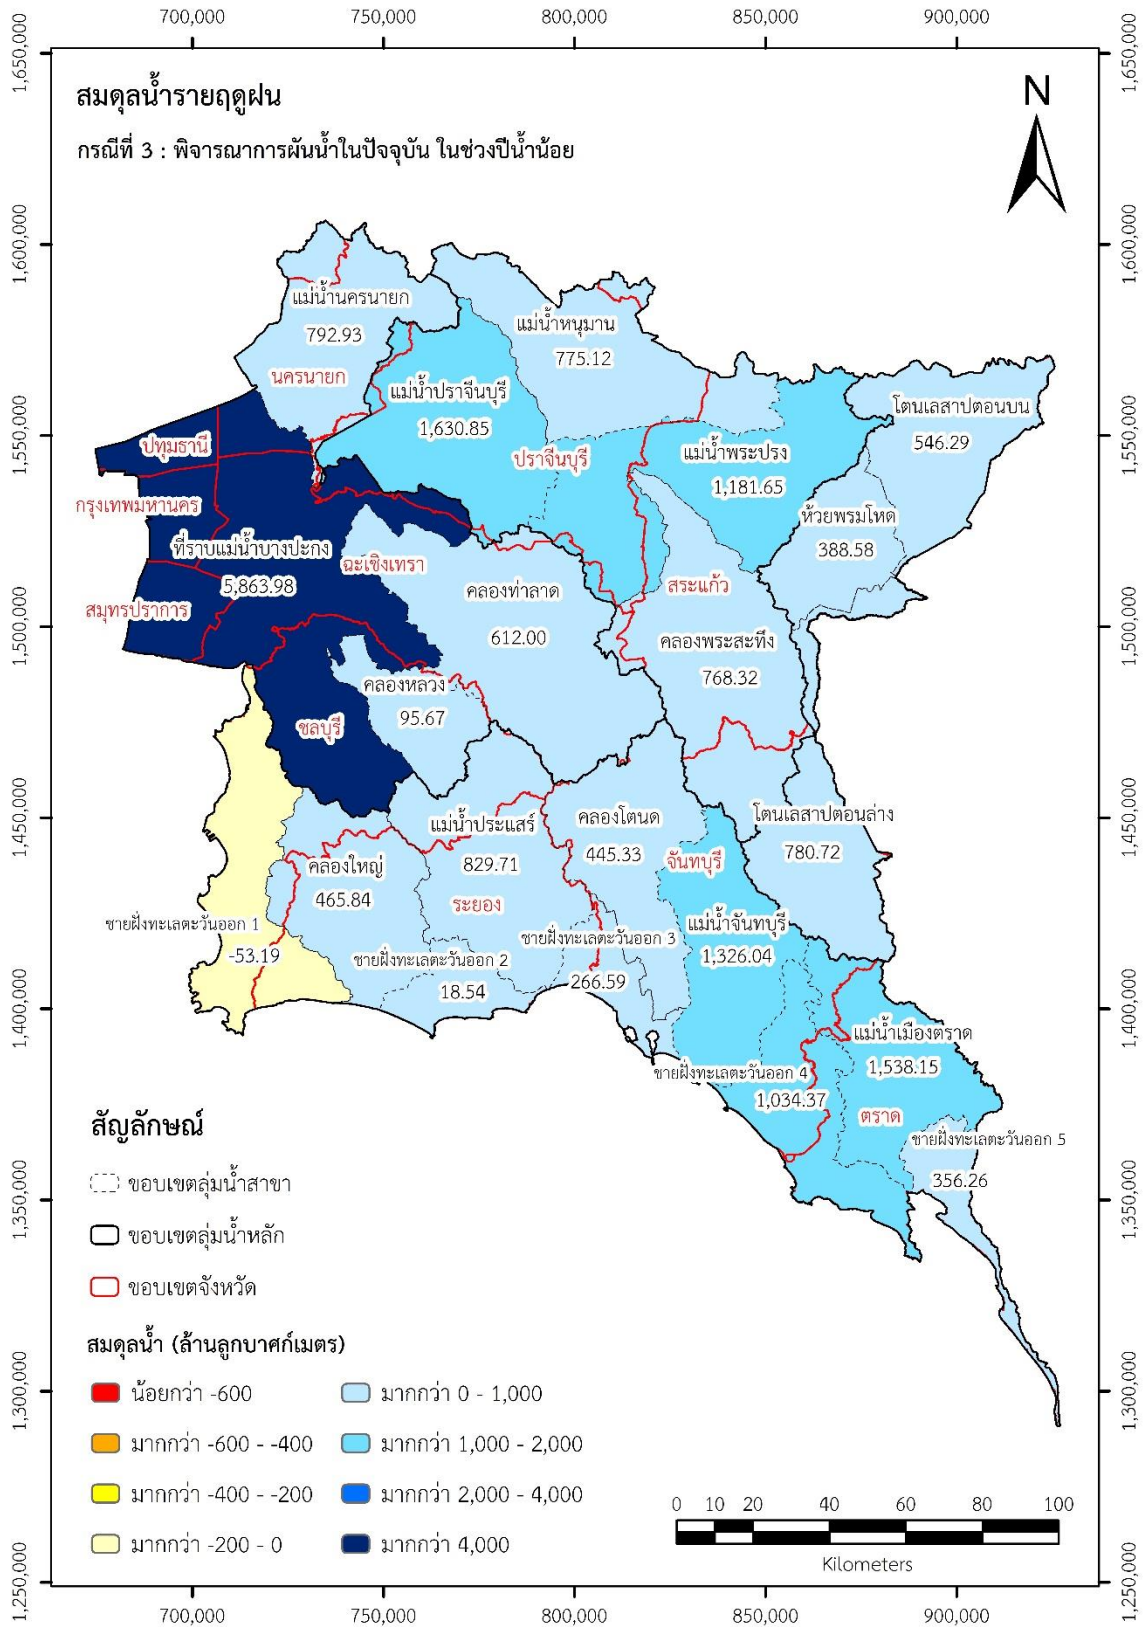 700,000 750,000 800,000 850,000 900,000
1,650,000 1,650,000
สมดุลน้ำรายฤดูฝน
N
กรณีที่ 3 : พิจารณาการผันน้ำในปัจจุบัน ในช่วงปีน้ำน้อย
1,600,000 1,600,000
แม่น้ำนครนายก
792.93
แม่น้ำหนุมาน
775.12
นครนายก
แม่น้ำปราจีนบุรี
1,630.85
โตนเลสาปตอนบน
546.29
1,550,000 1,550,000
ปทุมธานี
ปราจีนบุรี
แม่น้ำพระปรง
1,181.65
กรุงเทพมหานคร
ห้วยพรมโหด
388.58
ที่ราบแม่น้ำบางปะกง
5,863.98
ฉะเชิงเทรา
คลองท่าลาด
612.00
สระแก้ว
สมุทรปราการ
1,500,000 1,500,000
คลองพระสะทึง
768.32
คลองหลวง
95.67
ชลบุรี
1,450,000 1,450,000
แม่น้ำประแสร์
829.71
คลองโตนด
445.33
โตนเลสาปตอนล่าง
780.72
คลองใหญ่
465.84
จันทบุรี
ระยอง
ชายฝั่งทะเลตะวันออก 1
-53.19
ชายฝั่งทะเลตะวันออก 3
266.59
แม่น้ำจันทบุรี
1,326.04
ชายฝั่งทะเลตะวันออก 2
18.54
1,400,000 1,400,000
แม่น้ำเมืองตราด
1,538.15
ชายฝั่งทะเลตะวันออก 4
1,034.37
ตราด
ชายฝั่งทะเลตะวันออก 5
356.26
สัญลักษณ์
ขอบเขตลุ่มน้ำสาขา
1,350,000 1,350,000
ขอบเขตลุ่มน้ำหลัก
ขอบเขตจังหวัด
สมดุลน้ำ (ล้านลูกบาศก์เมตร)
น้อยกว่า -600
มากกว่า 0 - 1,000
1,300,000 1,300,000
มากกว่า -600 - -400
มากกว่า 1,000 - 2,000
มากกว่า -400 - -200
มากกว่า 2,000 - 4,000
มากกว่า -200 - 0
มากกว่า 4,000
0 10 20 40 60 80 100
Kilometers
1,250,000 1,250,000
700,000 750,000 800,000 850,000 900,000